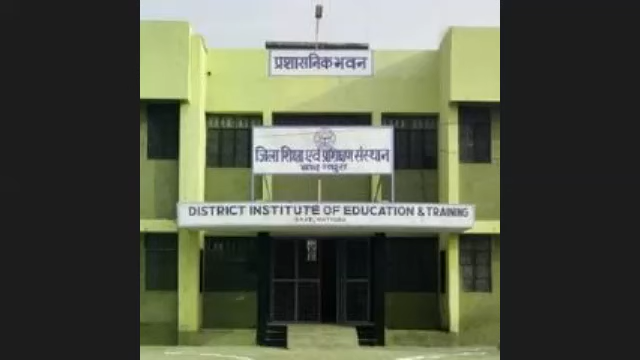 प्रशासनिक भवन
जिला शिक्षा एवं प्रशिक्षण संस्थान
DISTRICT INSTITUTE OF EDUCATION & TRAINING